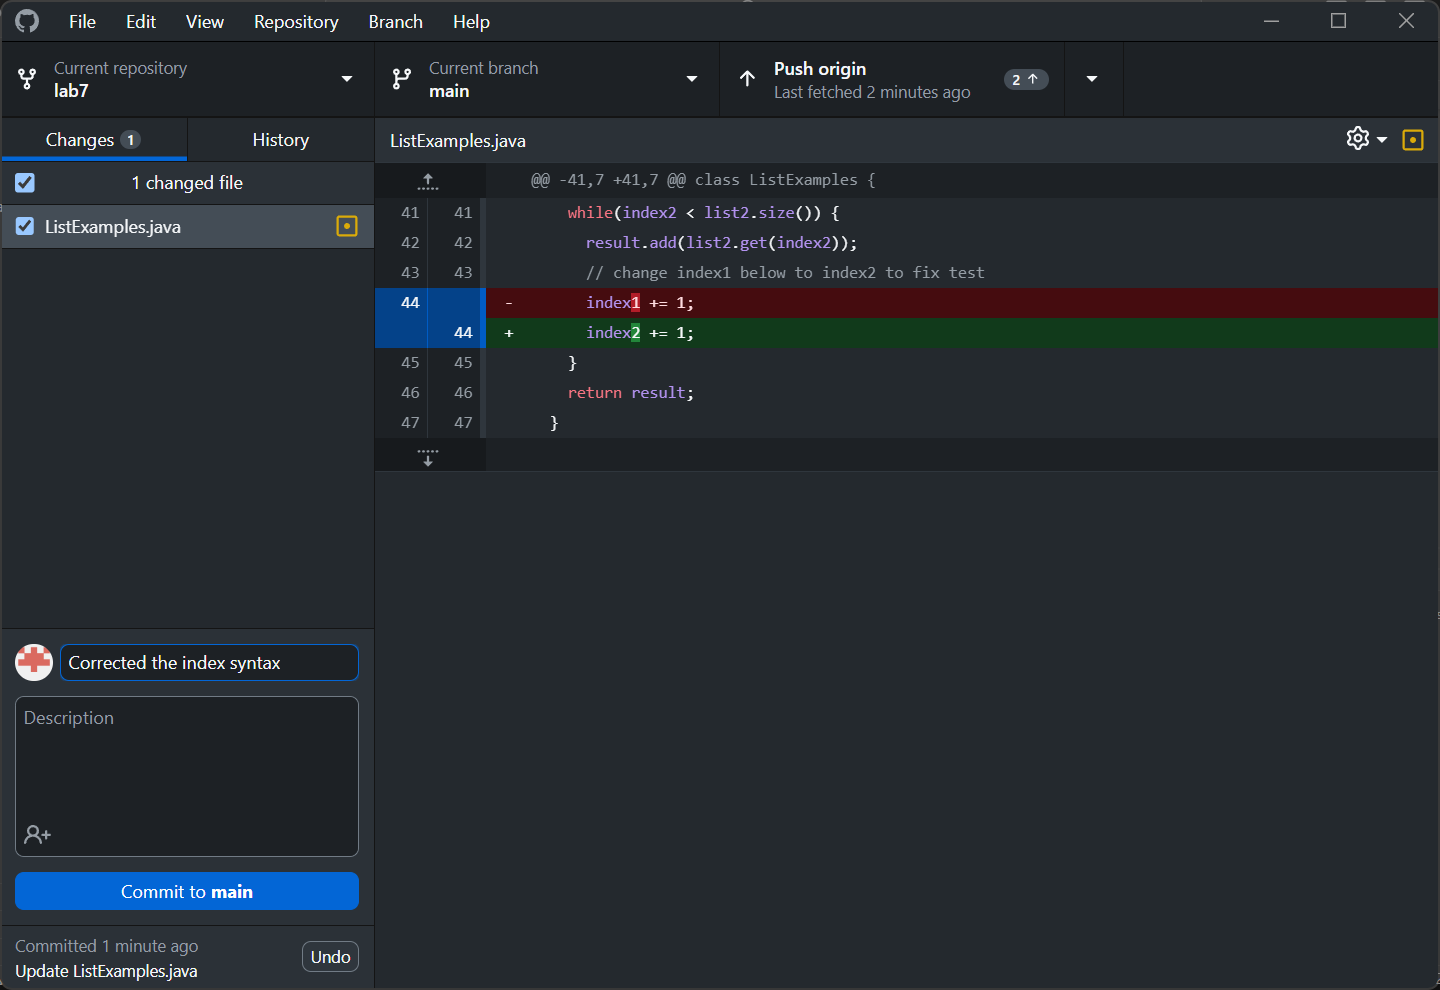 File Edit View Repository Branch Help
Current repository
lab7
Current branch
main
Push origin
Last fetched 2 minutes ago
2
Changes 1
History
1 changed file
ListExamples.java
ListExamples.java
@@ -41,7 +41,7 @@ class ListExamples {
41 41 while(index2 < list2.size()) {
42 42 result.add(list2.get(index2));
43 43 // change index1 below to index2 to fix test
44 - index1 += 1;
44 + index2 += 1;
45 45 }
46 46 return result;
47 47 }
Corrected the index syntax
Description
Commit to main
Committed 1 minute ago
Update ListExamples.java
Undo